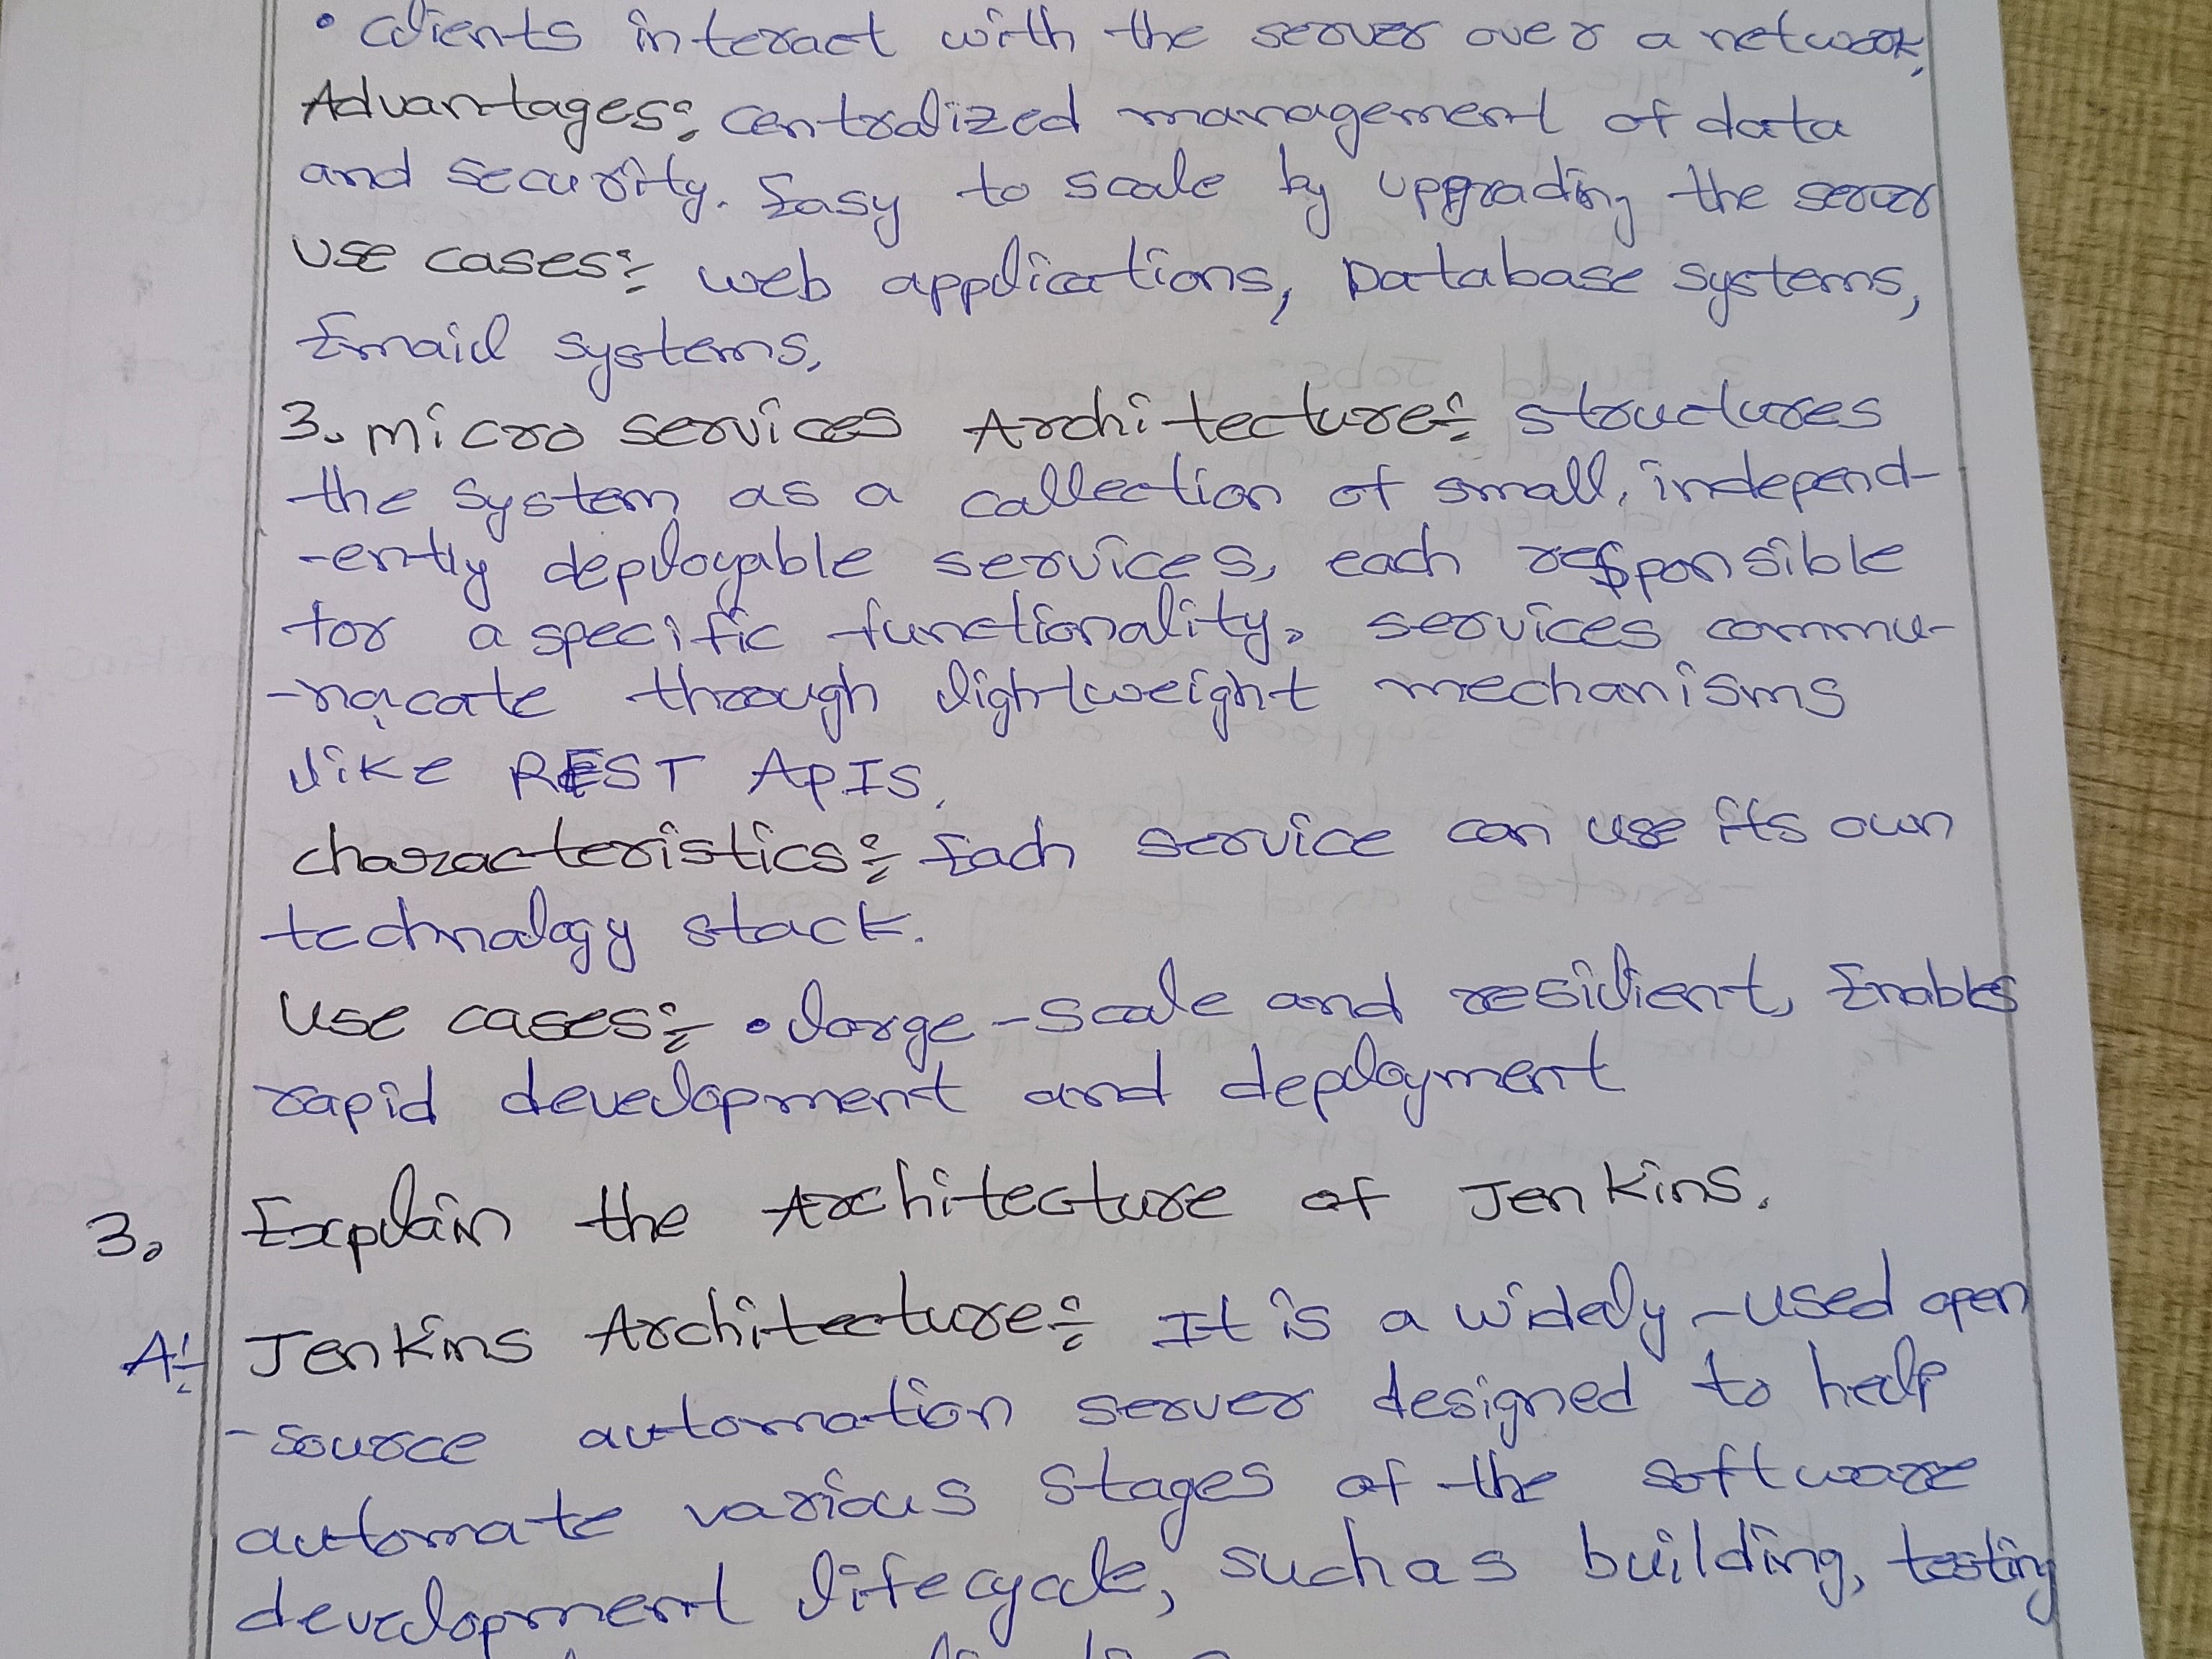 • clients interact with the server over a network,
Advantages:- centralized management of data
and security. Easy to scale by upgrading the server
use cases:- web applications, Database systems,
Email systems,
3. micro services Architecture:- structures
the system as a collection of small, independ-
-ently deployable services, each responsible
for a specific functionality. services commu-
-nicate through lightweight mechanisms
like REST APIS,
characteristics:- Each service can use its own
technology stack.
Use cases:- • large-scale and resilient, Enables
rapid development and deployment
3. Explain the Architecture of Jenkins.
A:- Jenkins Architecture:- It is a widely-used open
-source automation server designed to help
automate various stages of the software
development lifecycle, such as building, testing